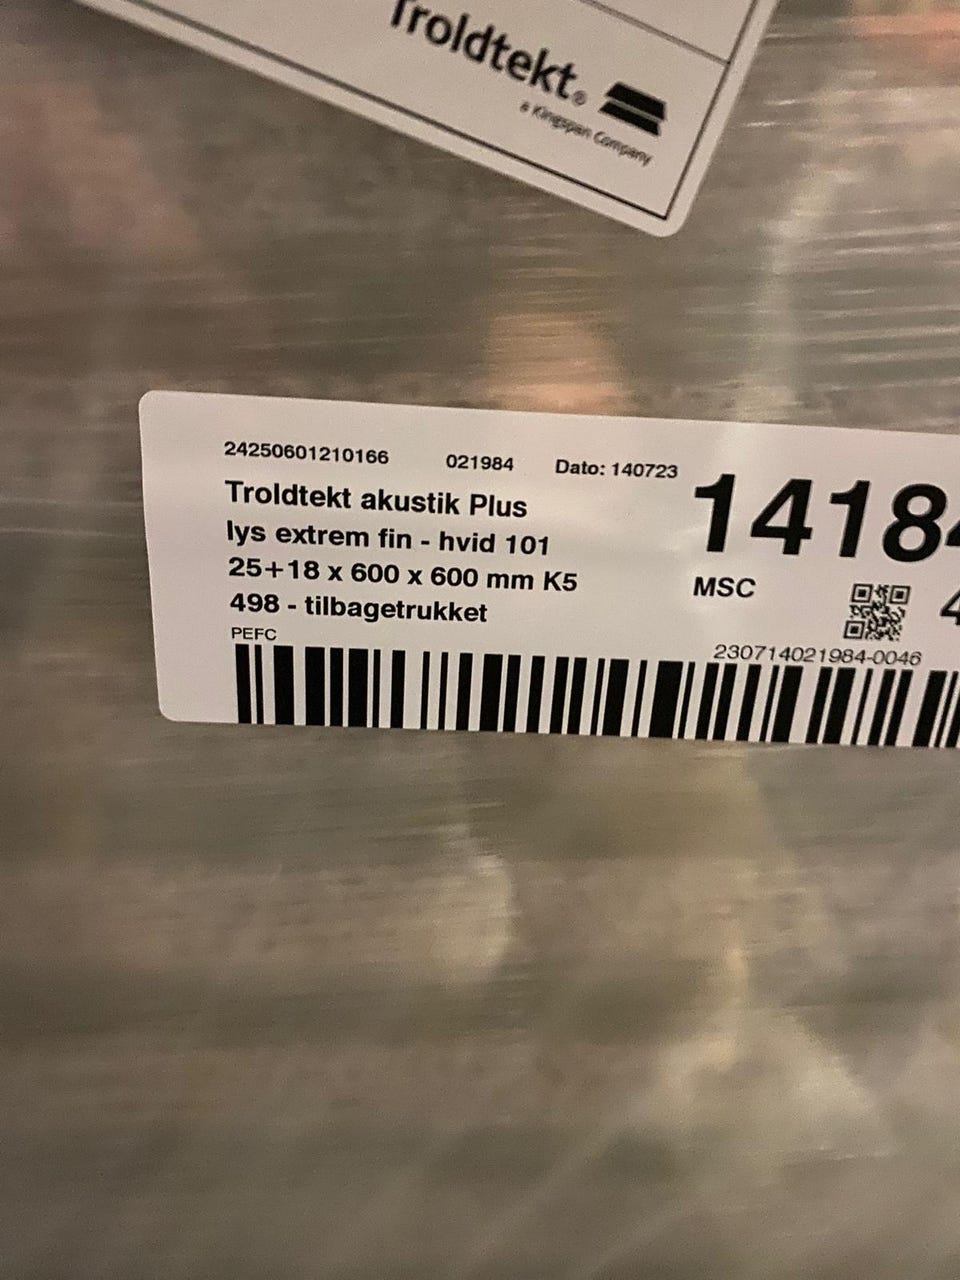 Troldtekt®
a Kingspan Company
24250601210166 021984 Dato: 140723
Troldtekt akustik Plus
lys extrem fin - hvid 101
25+18 x 600 x 600 mm K5
498 - tilbagetrukket
PEFC
1418
MSC
230714021984-0046